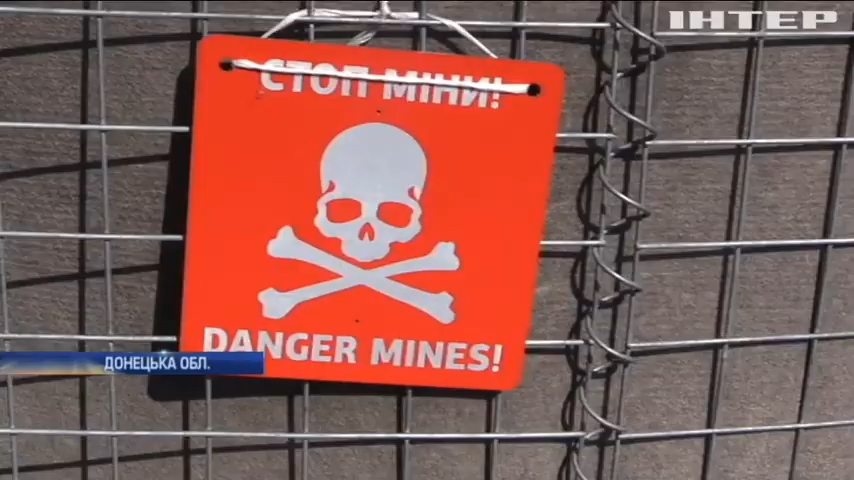 ІНТЕР
СТОП МІНИ!
DANGER MINES!
ДОНЕЦЬКА ОБЛ.